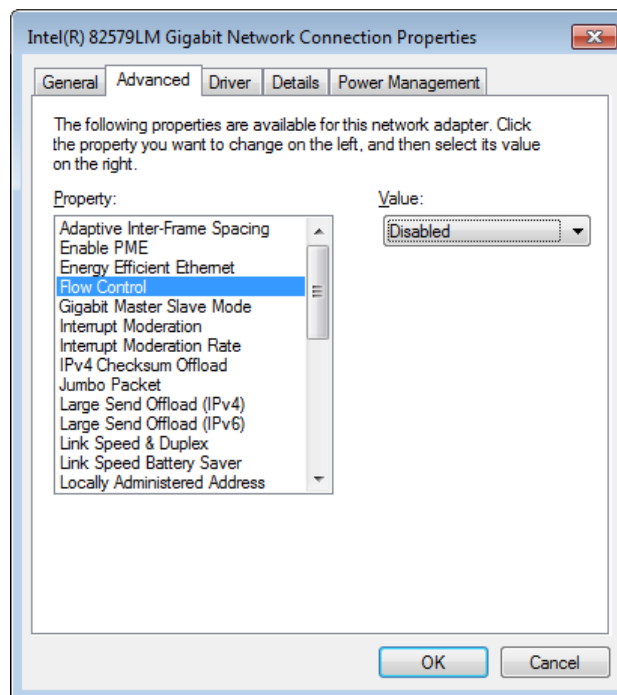 Intel(R) 82579LM Gigabit Network Connection Properties
General Advanced Driver Details Power Management
The following properties are available for this network adapter. Click
the property you want to change on the left, and then select its value
on the right.
Property:
Value:
Adaptive Inter-Frame Spacing
Enable PME
Energy Efficient Ethernet
Flow Control
Gigabit Master Slave Mode
Interrupt Moderation
Interrupt Moderation Rate
IPv4 Checksum Offload
Jumbo Packet
Large Send Offload (IPv4)
Large Send Offload (IPv6)
Link Speed & Duplex
Link Speed Battery Saver
Locally Administered Address
Disabled
OK Cancel